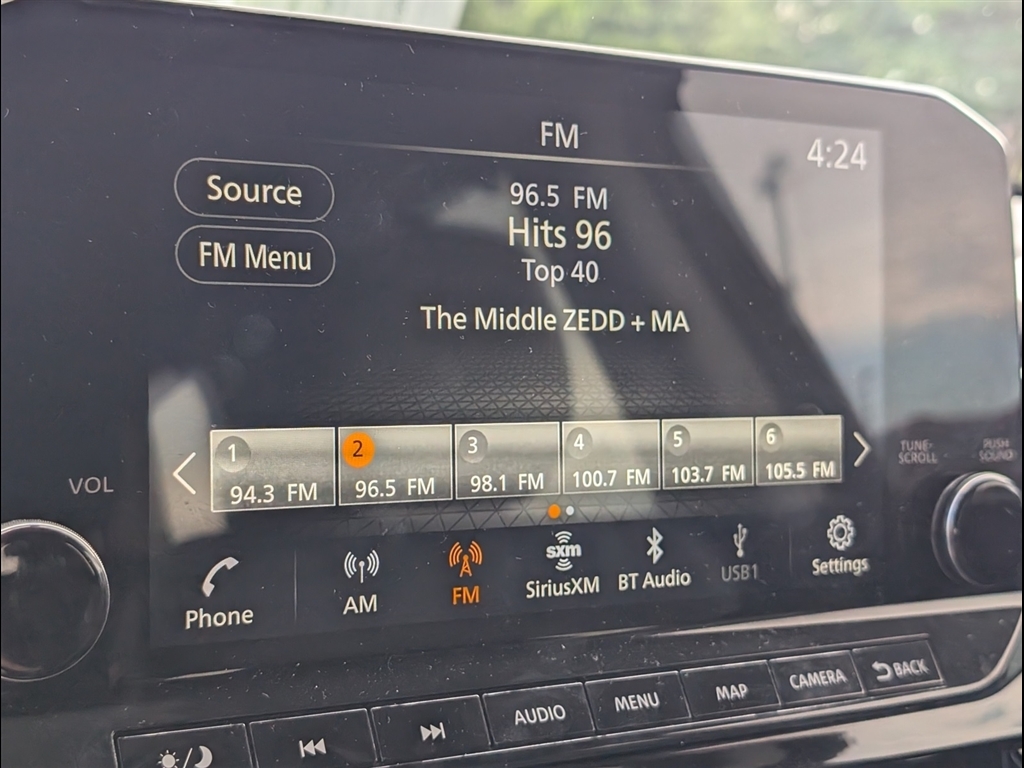 FM
4:24
Source
FM Menu
96.5 FM
Hits 96
Top 40
The Middle ZEDD + MA
1
94.3 FM
2
96.5 FM
3
98.1 FM
4
100.7 FM
5
103.7 FM
6
105.5 FM
VOL
TUNE·
SCROLL
PUSH
SOUND
Phone
AM
FM
sxm
SiriusXM
BT Audio
USB1
Settings
AUDIO
MENU
MAP
CAMERA
BACK